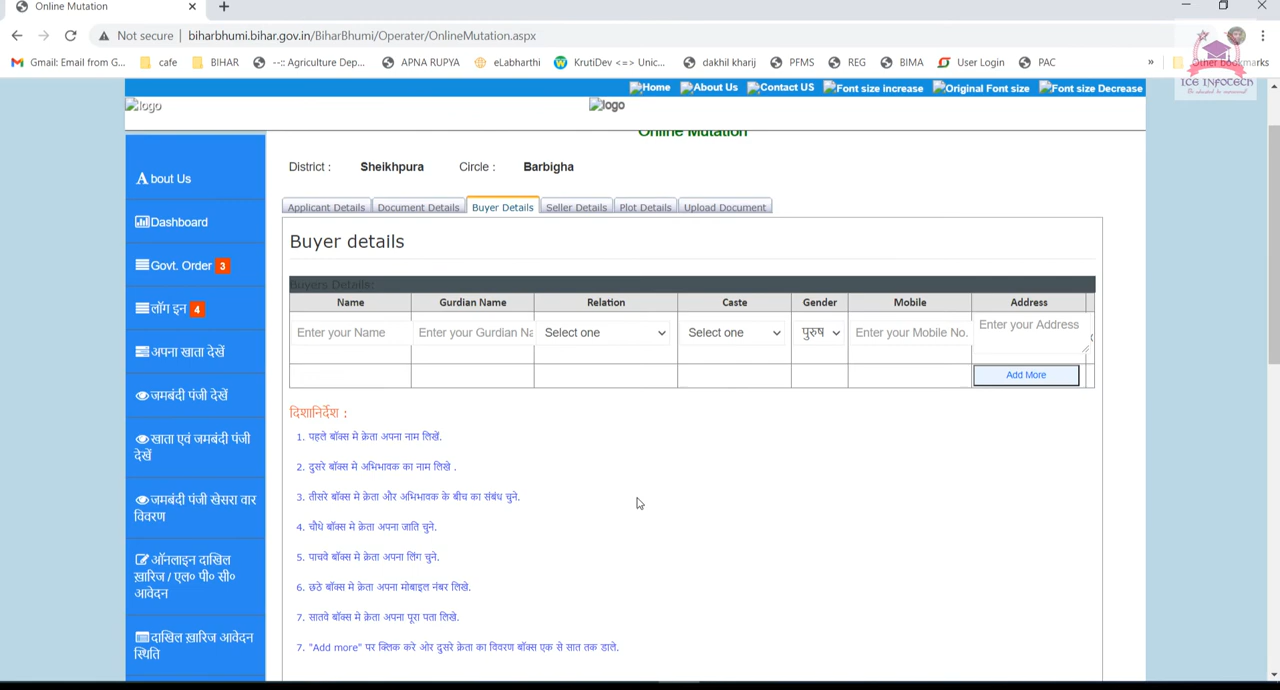 Online Mutation
Not secure | biharbhumi.bihar.gov.in/BiharBhumi/Operater/OnlineMutation.aspx
Gmail: Email from G... cafe BIHAR --:: Agriculture Dep... APNA RUPYA eLabharthi KrutiDev <=> Unic... dakhil kharij PFMS REG BIMA User Login PAC » Other bookmarks
ICE INFOTECH
Home About Us Contact US Font size increase Original Font size Font size Decrease
logo logo
Online Mutation
District : Sheikhpura Circle : Barbigha
Applicant Details Document Details Buyer Details Seller Details Plot Details Upload Document
About Us
Dashboard
Govt. Order 3
लॉग इन 4
अपना खाता देखें
जमबंदी पंजी देखें
खाता एवं जमबंदी पंजी
देखें
जमबंदी पंजी खेसरा वार
विवरण
ऑनलाइन दाखिल
ख़ारिज / एल० पी० सी०
आवेदन
दाखिल ख़ारिज आवेदन
स्थिति
Buyer details
Buyers Details:
Name Gurdian Name Relation Caste Gender Mobile Address
Enter your Name Enter your Gurdian Na Select one Select one पुरुष Enter your Mobile No. Enter your Address
Add More
दिशानिर्देश :
1. पहले बॉक्स मे क्रेता अपना नाम लिखें.
2. दुसरे बॉक्स मे अभिभावक का नाम लिखे .
3. तीसरे बॉक्स मे क्रेता और अभिभावक के बीच का संबंध चुने.
4. चौथे बॉक्स मे क्रेता अपना जाति चुने.
5. पाचवे बॉक्स मे क्रेता अपना लिंग चुने.
6. छठे बॉक्स मे क्रेता अपना मोबाइल नंबर लिखे.
7. सातवे बॉक्स मे क्रेता अपना पूरा पता लिखे.
7. "Add more" पर क्लिक करे ओर दुसरे क्रेता का विवरण बॉक्स एक से सात तक डाले.